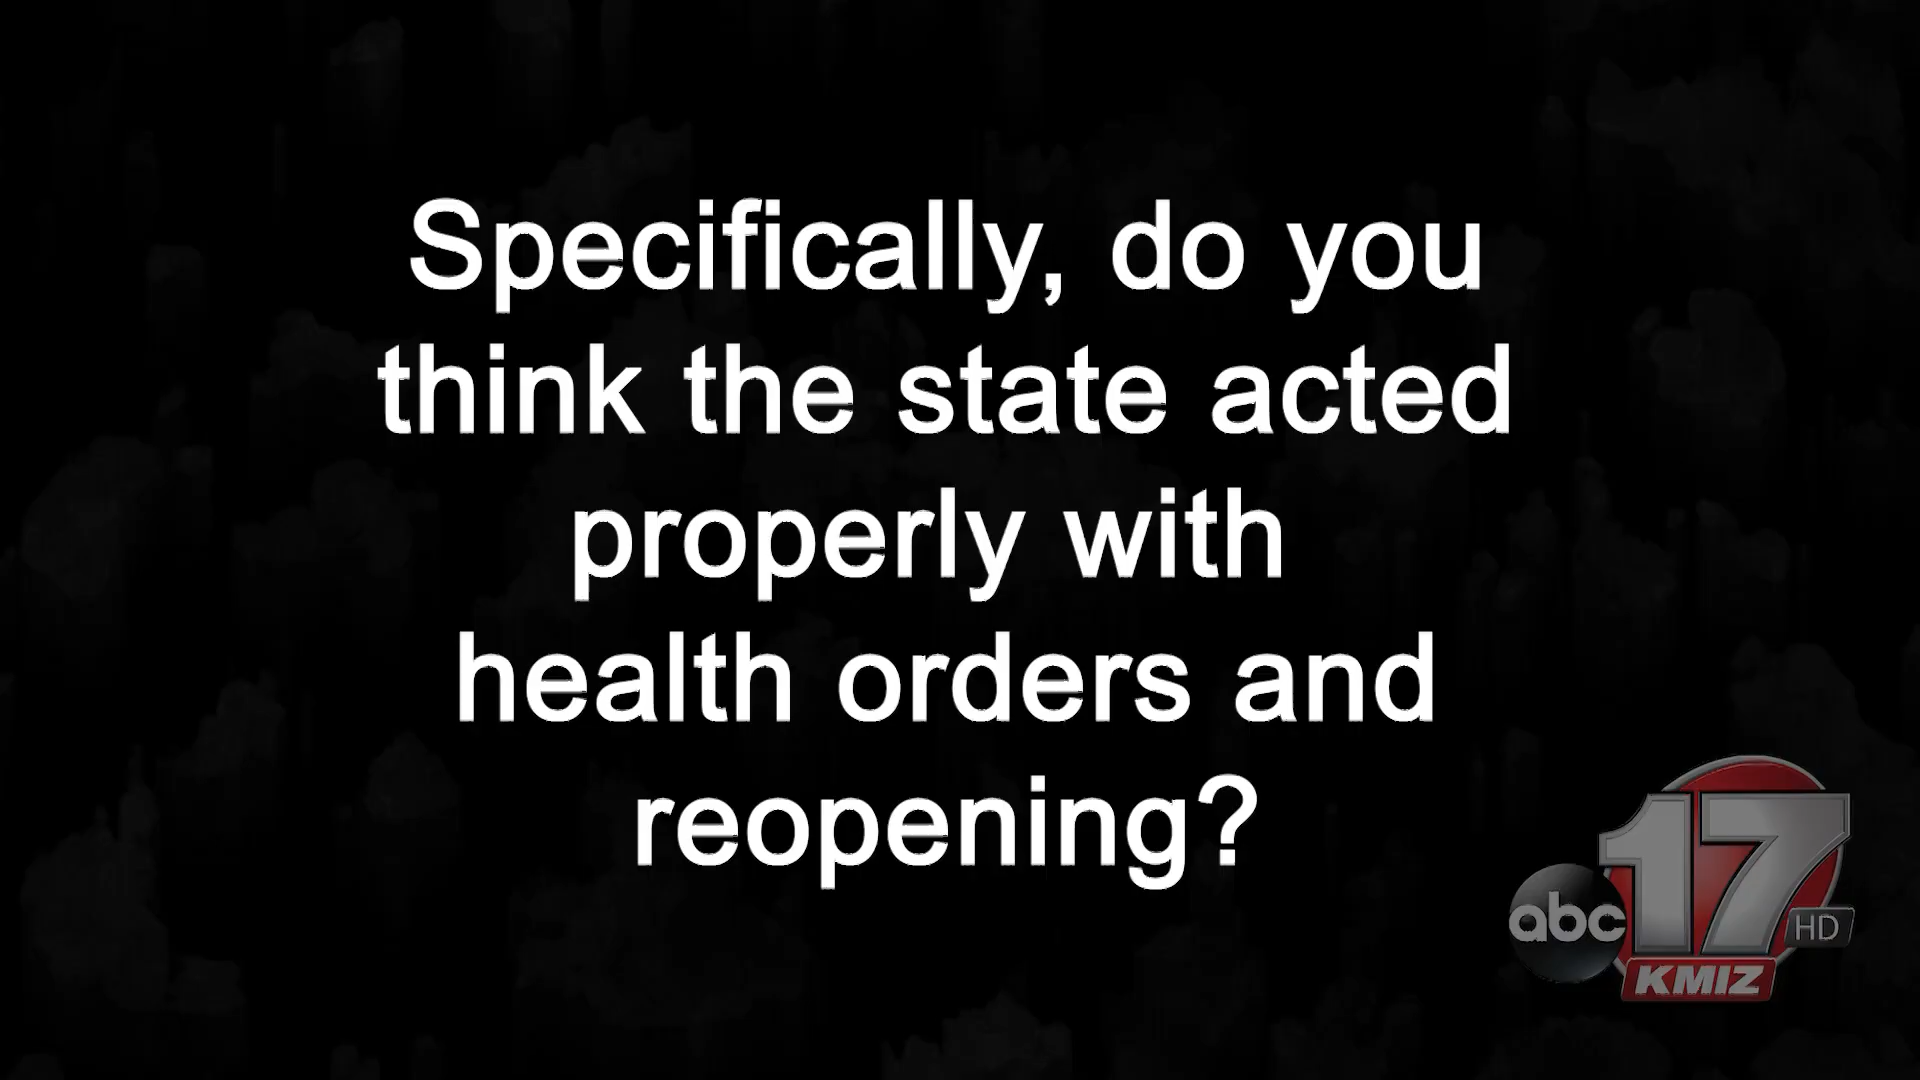 Specifically, do you
think the state acted
properly with
health orders and
reopening?
17
abc
HD
KMIZ